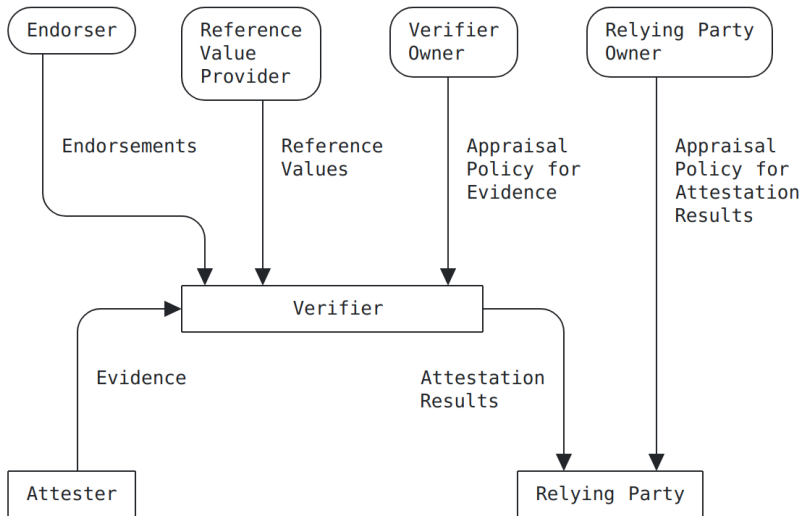 Endorser
Reference
Value
Provider
Verifier
Owner
Relying Party
Owner
Endorsements
Reference
Values
Appraisal
Policy for
Evidence
Appraisal
Policy for
Attestation
Results
Verifier
Evidence
Attestation
Results
Attester
Relying Party